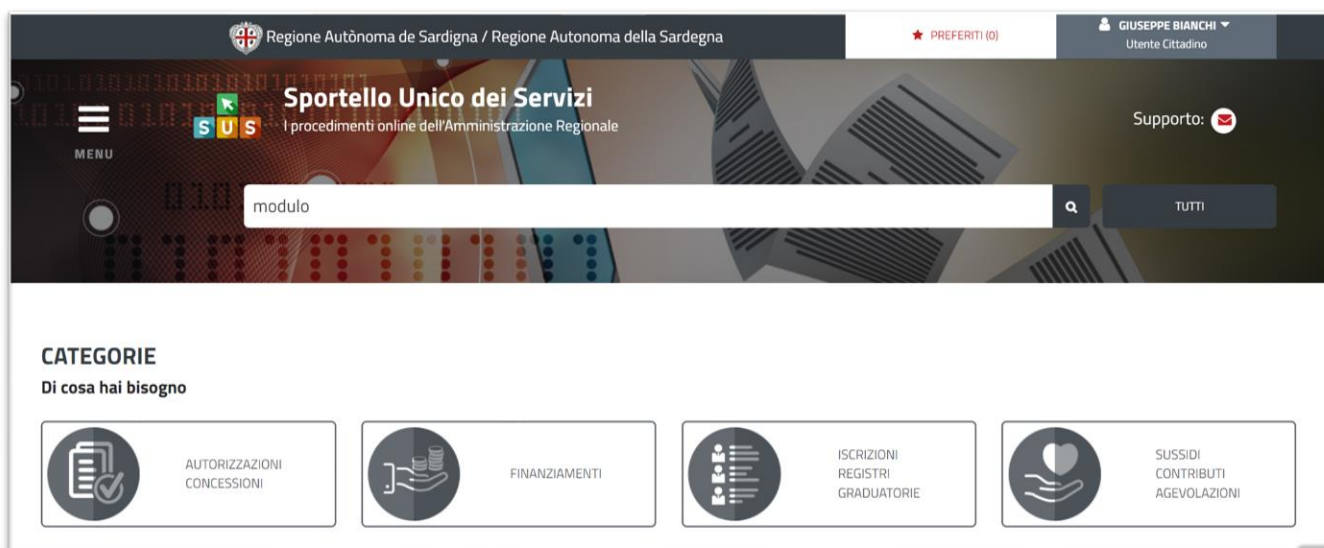 Regione Autònoma de Sardigna / Regione Autonoma della Sardegna
PREFERITI (0)
GIUSEPPE BIANCHI
Utente Cittadino
MENU
SUS
Sportello Unico dei Servizi
I procedimenti online dell'Amministrazione Regionale
Supporto:
modulo
TUTTI
CATEGORIE
Di cosa hai bisogno
AUTORIZZAZIONI
CONCESSIONI
FINANZIAMENTI
ISCRIZIONI
REGISTRI
GRADUATORIE
SUSSIDI
CONTRIBUTI
AGEVOLAZIONI